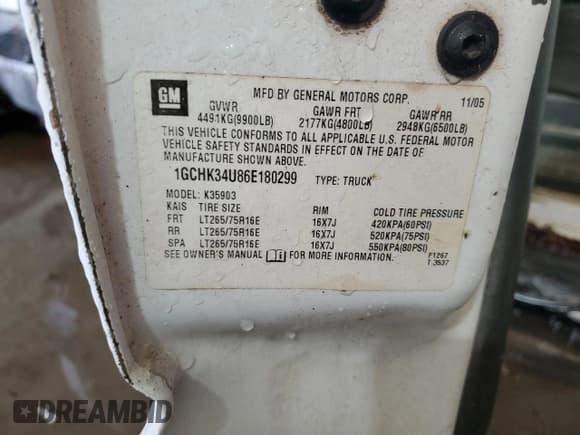 GM
MFD BY GENERAL MOTORS CORP. 11/05
GVWR GAWR FRT GAWR RR
4491KG(9900LB) 2177KG(4800LB) 2948KG(6500LB)
THIS VEHICLE CONFORMS TO ALL APPLICABLE U.S. FEDERAL MOTOR
VEHICLE SAFETY STANDARDS IN EFFECT ON THE DATE OF
MANUFACTURE SHOWN ABOVE.
1GCHK34U86E180299 TYPE: TRUCK
MODEL: K35903
KAIS TIRE SIZE RIM COLD TIRE PRESSURE
FRT LT265/75R16E 16X7J 420KPA(60PSI)
RR LT265/75R16E 16X7J 520KPA(75PSI)
SPA LT265/75R16E 16X7J 550KPA(80PSI)
SEE OWNER'S MANUAL FOR MORE INFORMATION. F1267
T 3537
DREAMBID